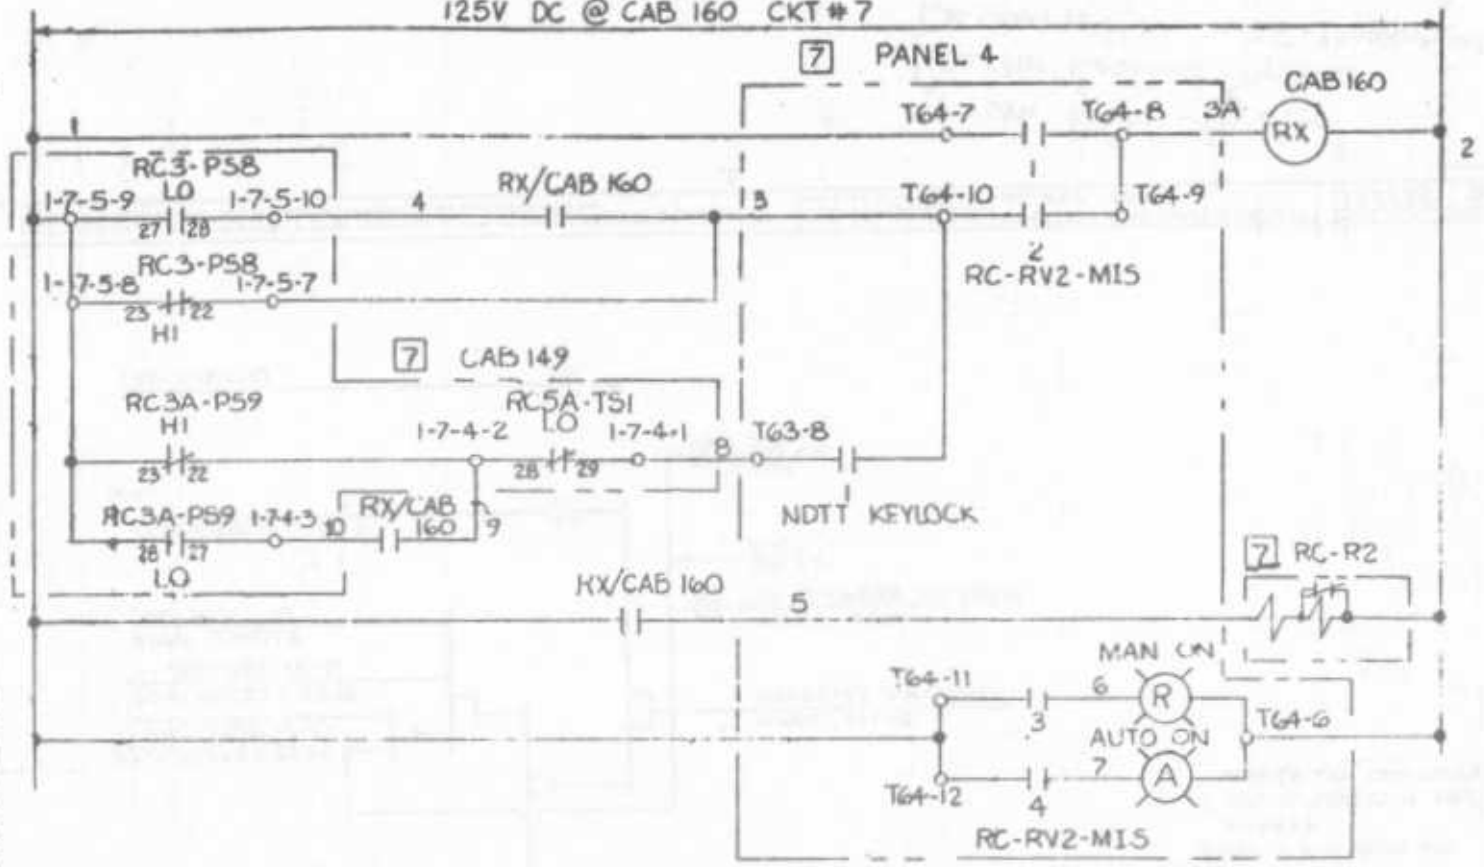 125V DC @ CAB 160 CKT # 7
7 PANEL 4
CAB 160
T64-7
T64-8
3A
RX
2
1
RC3-PS8
LO
1-7-5-9
1-7-5-10
27 28
4
RX/CAB 160
3
T64-10
T64-9
2
RC-RV2-MIS
RC3-PS8
1-7-5-8
1-7-5-7
23 22
HI
7 CAB 149
RC3A-PS9
HI
23 22
1-7-4-2
RC5A-TS1
LO
1-7-4-1
28 29
8
T63-8
NDTT KEYLOCK
RC3A-PS9
1-7-4-3
28 27
LO
10
RX/CAB
160
9
RX/CAB 160
5
7 RC-R2
MAN ON
T64-11
3
6
R
T64-6
AUTO ON
T64-12
4
7
A
RC-RV2-MIS